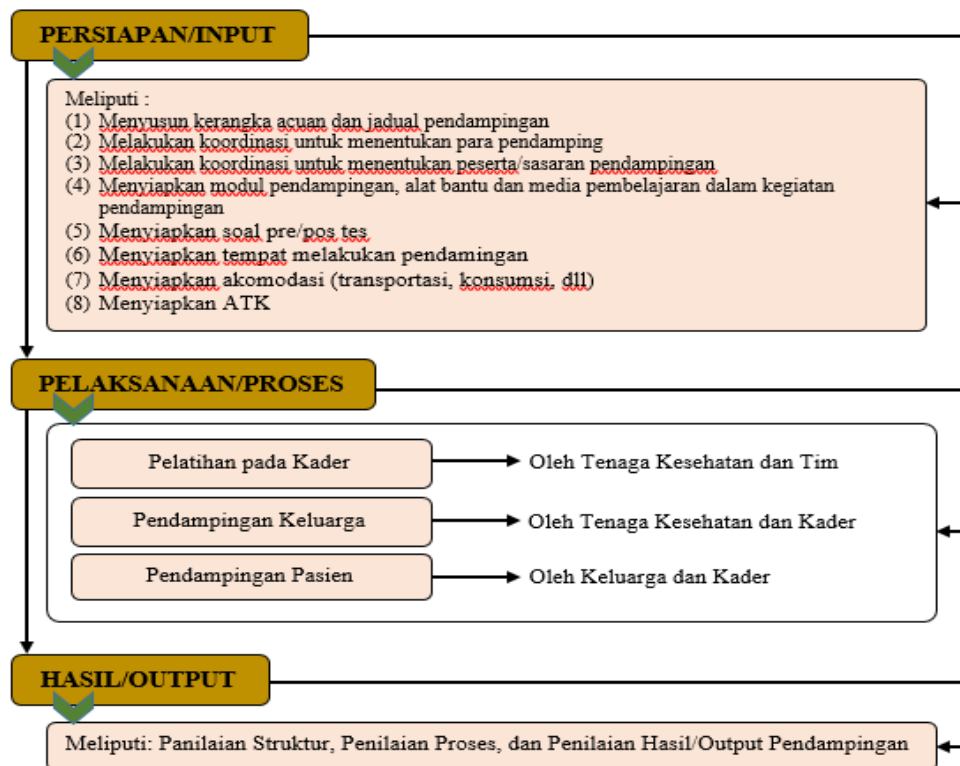 PERSIAPAN/INPUT
Meliputi :
(1) Menyusun kerangka acuan dan jadual pendampingan
(2) Melakukan koordinasi untuk menentukan para pendamping
(3) Melakukan koordinasi untuk menentukan peserta/sasaran pendampingan
(4) Menyiapkan modul pendampingan, alat bantu dan media pembelajaran dalam kegiatan
pendampingan
(5) Menyiapkan soal pre/pos tes
(6) Menyiapkan tempat melakukan pendamingan
(7) Menyiapkan akomodasi (transportasi, konsumsi, dll)
(8) Menyiapkan ATK
PELAKSANAAN/PROSES
Pelatihan pada Kader Oleh Tenaga Kesehatan dan Tim
Pendampingan Keluarga Oleh Tenaga Kesehatan dan Kader
Pendampingan Pasien Oleh Keluarga dan Kader
HASIL/OUTPUT
Meliputi: Panilaian Struktur, Penilaian Proses, dan Penilaian Hasil/Output Pendampingan